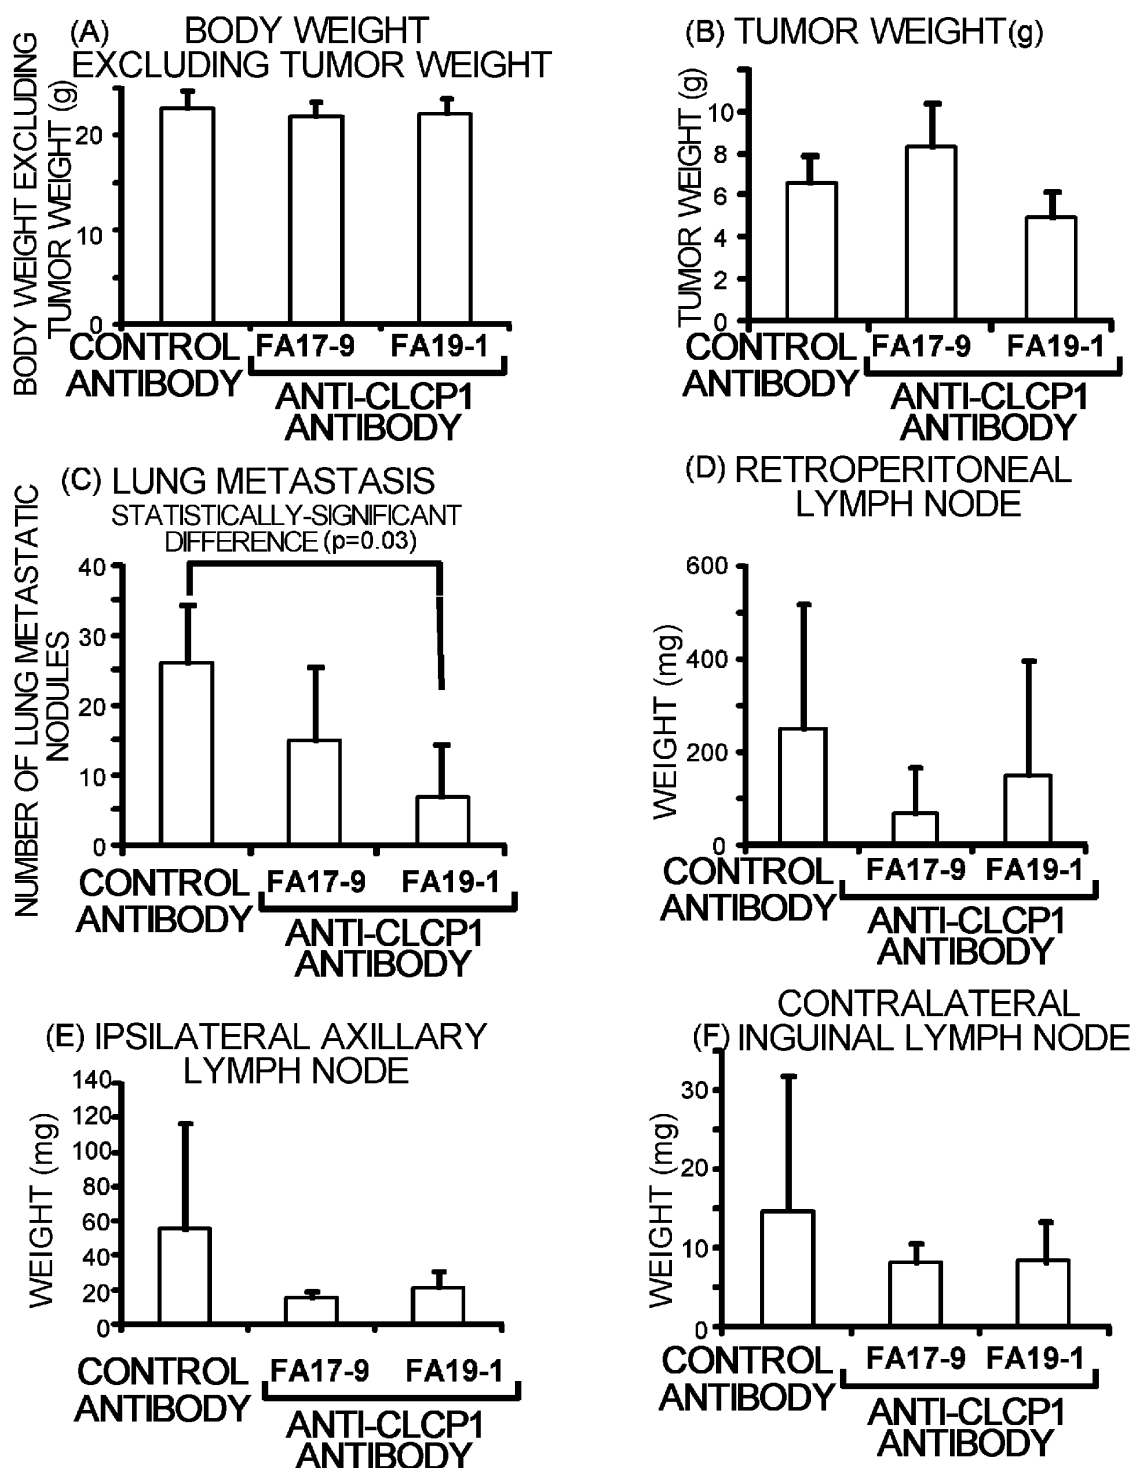 (A) BODY WEIGHT
EXCLUDING TUMOR WEIGHT
BODY WEIGHT EXCLUDING
TUMOR WEIGHT (g)
20
10
0
CONTROL
ANTIBODY
FA17-9
FA19-1
ANTI-CLCP1
ANTIBODY
(B) TUMOR WEIGHT(g)
TUMOR WEIGHT (g)
10
8
6
4
2
0
CONTROL
ANTIBODY
FA17-9
FA19-1
ANTI-CLCP1
ANTIBODY
(C) LUNG METASTASIS
STATISTICALLY-SIGNIFICANT
DIFFERENCE (p=0.03)
NUMBER OF LUNG METASTATIC
NODULES
40
30
20
10
0
CONTROL
ANTIBODY
FA17-9
FA19-1
ANTI-CLCP1
ANTIBODY
(D) RETROPERITONEAL
LYMPH NODE
WEIGHT (mg)
600
400
200
0
CONTROL
ANTIBODY
FA17-9
FA19-1
ANTI-CLCP1
ANTIBODY
(E) IPSILATERAL AXILLARY
LYMPH NODE
WEIGHT (mg)
140
120
100
80
60
40
20
0
CONTROL
ANTIBODY
FA17-9
FA19-1
ANTI-CLCP1
ANTIBODY
CONTRALATERAL
(F) INGUINAL LYMPH NODE
WEIGHT (mg)
30
20
10
0
CONTROL
ANTIBODY
FA17-9
FA19-1
ANTI-CLCP1
ANTIBODY